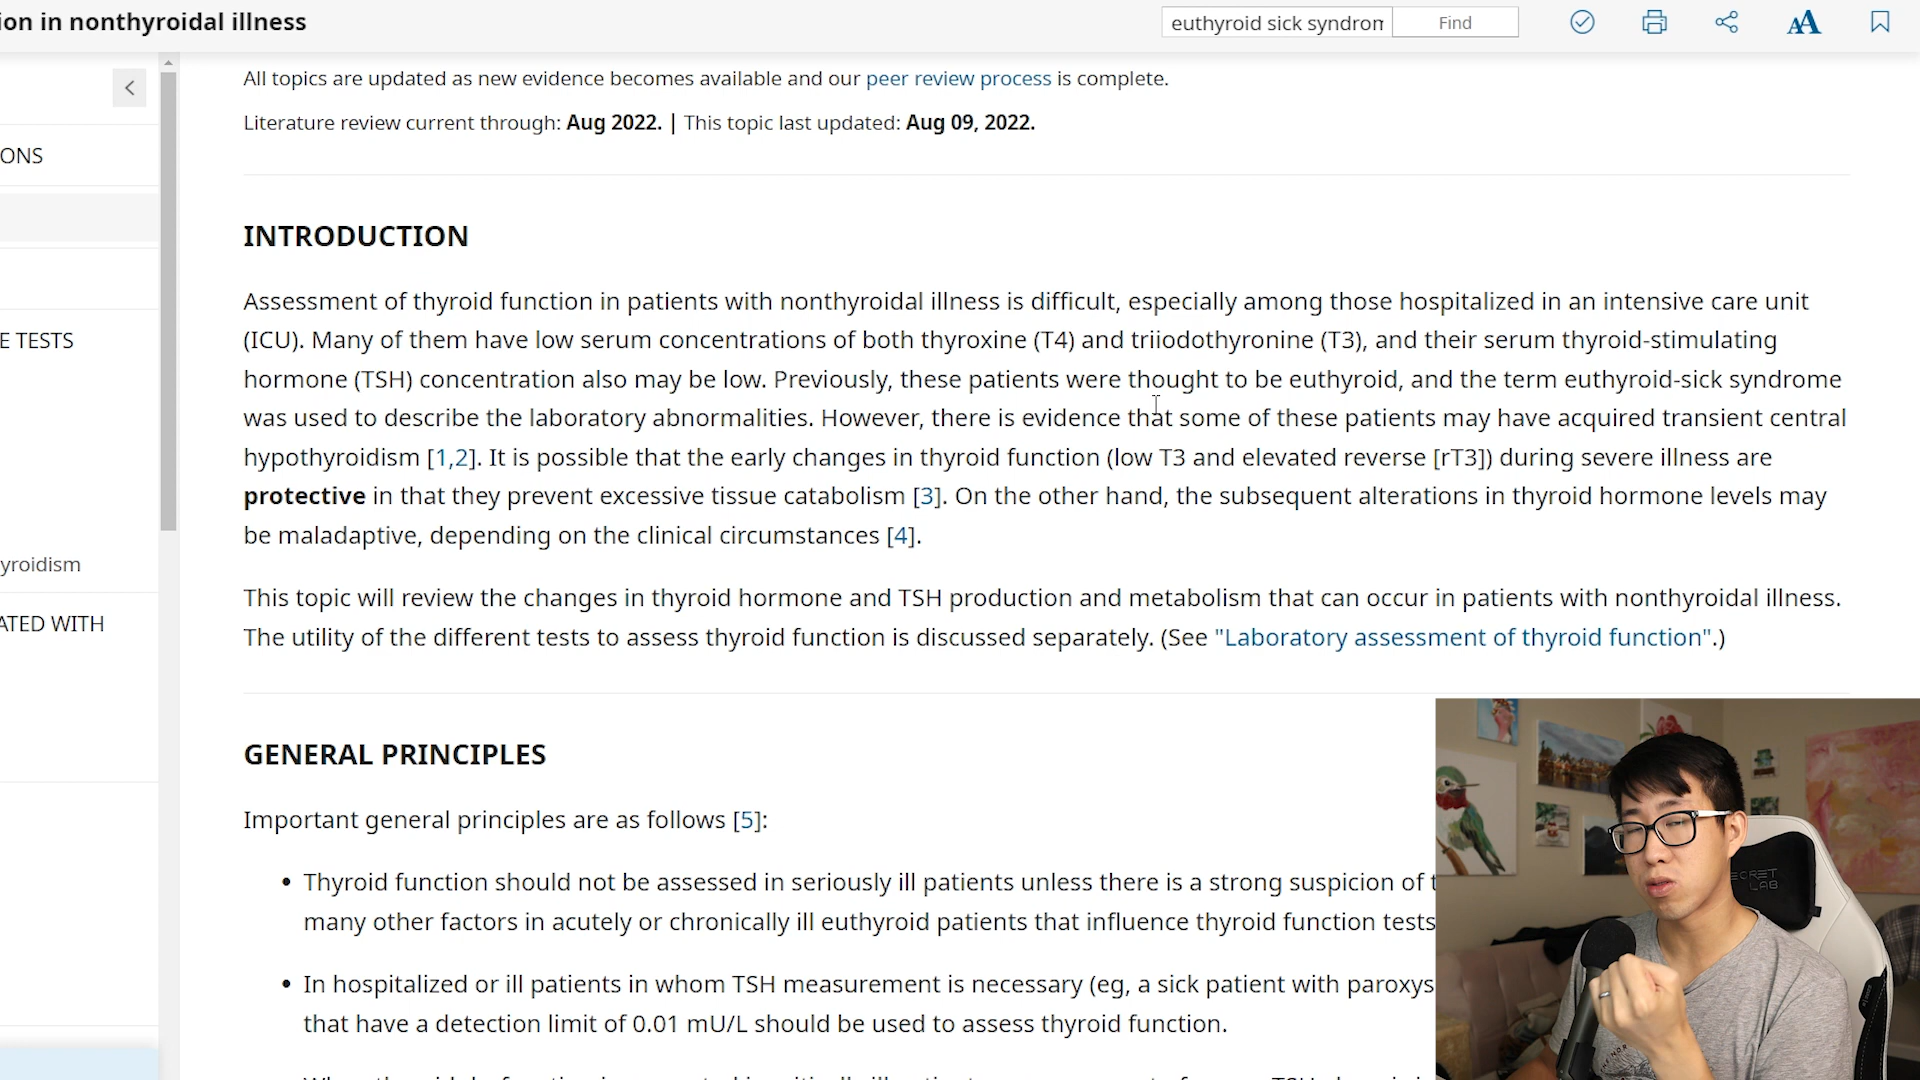 ion in nonthyroidal illness
euthyroid sick syndrom
Find
ONS
E TESTS
yroidism
ATED WITH
All topics are updated as new evidence becomes available and our peer review process is complete.
Literature review current through: Aug 2022. | This topic last updated: Aug 09, 2022.
INTRODUCTION
Assessment of thyroid function in patients with nonthyroidal illness is difficult, especially among those hospitalized in an intensive care unit
(ICU). Many of them have low serum concentrations of both thyroxine (T4) and triiodothyronine (T3), and their serum thyroid-stimulating
hormone (TSH) concentration also may be low. Previously, these patients were thought to be euthyroid, and the term euthyroid-sick syndrome
was used to describe the laboratory abnormalities. However, there is evidence that some of these patients may have acquired transient central
hypothyroidism [1,2]. It is possible that the early changes in thyroid function (low T3 and elevated reverse [rT3]) during severe illness are
protective in that they prevent excessive tissue catabolism [3]. On the other hand, the subsequent alterations in thyroid hormone levels may
be maladaptive, depending on the clinical circumstances [4].
This topic will review the changes in thyroid hormone and TSH production and metabolism that can occur in patients with nonthyroidal illness.
The utility of the different tests to assess thyroid function is discussed separately. (See "Laboratory assessment of thyroid function".)
GENERAL PRINCIPLES
Important general principles are as follows [5]:
• Thyroid function should not be assessed in seriously ill patients unless there is a strong suspicion of t
many other factors in acutely or chronically ill euthyroid patients that influence thyroid function tests
• In hospitalized or ill patients in whom TSH measurement is necessary (eg, a sick patient with paroxys
that have a detection limit of 0.01 mU/L should be used to assess thyroid function.
ECRET
LAB